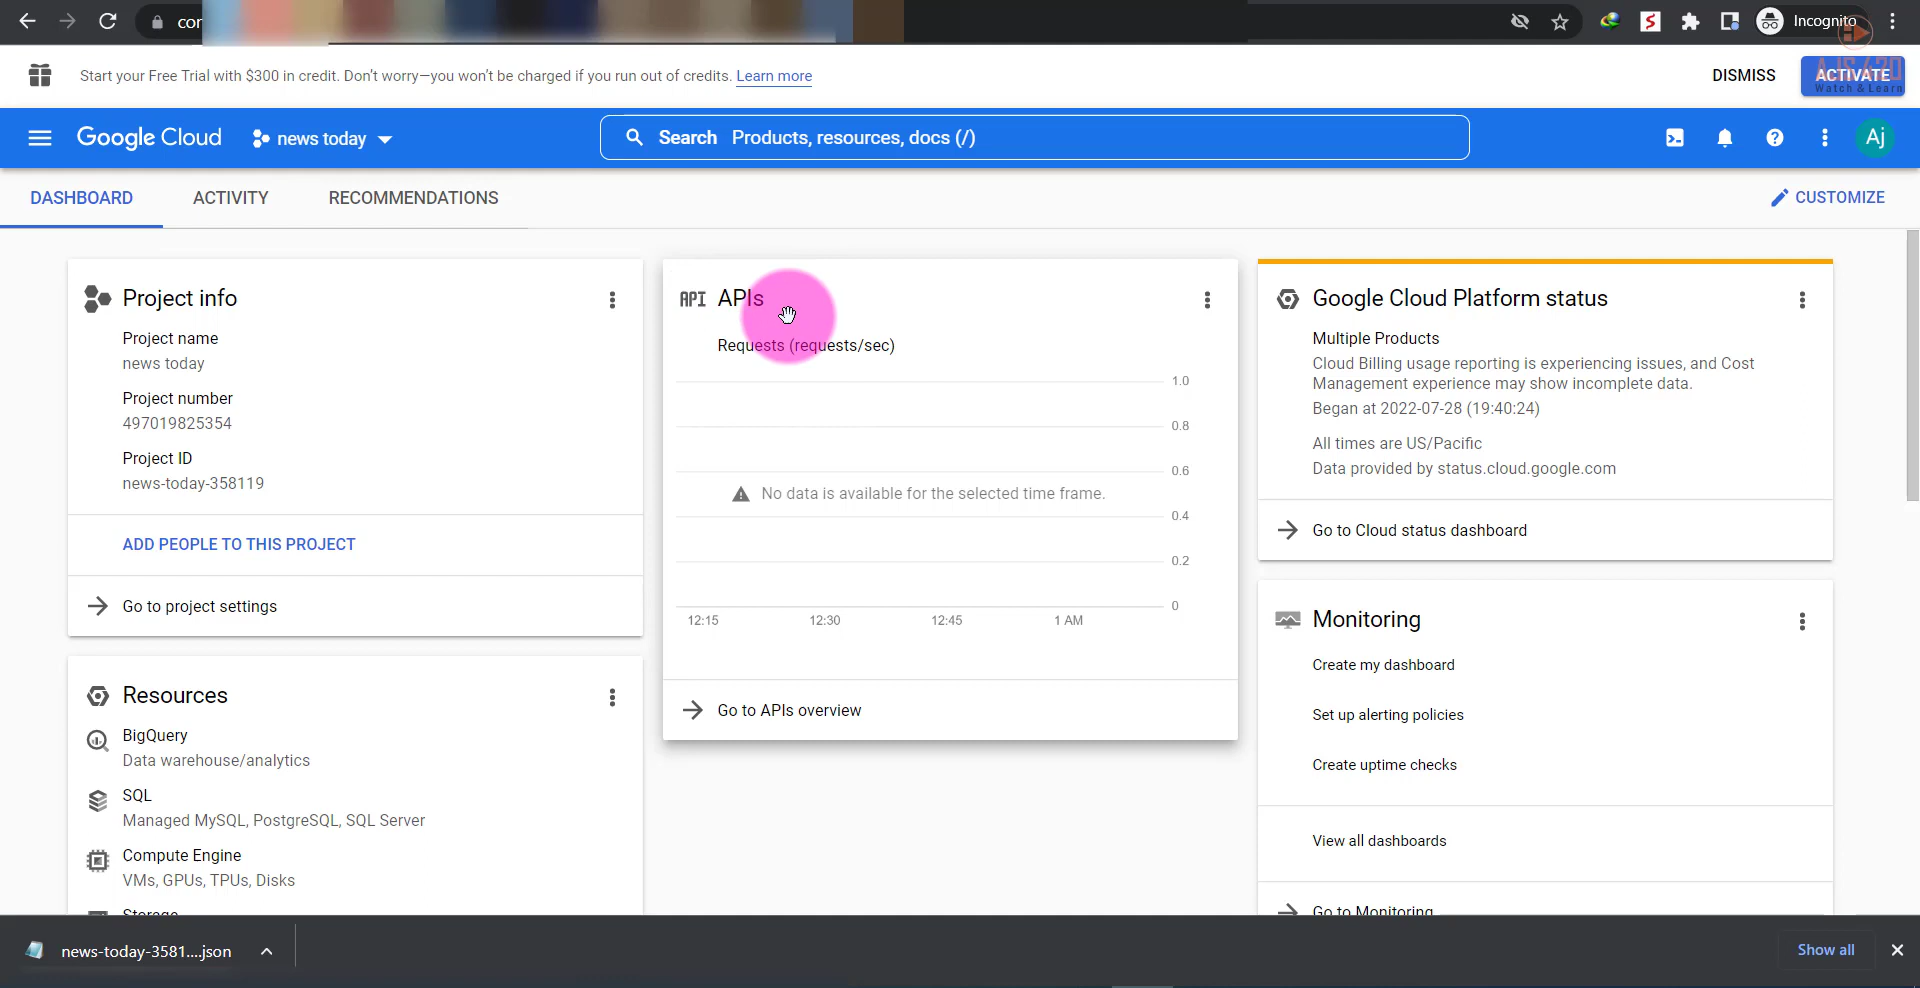 cor
Incognito
Start your Free Trial with $300 in credit. Don't worry—you won't be charged if you run out of credits. Learn more
DISMISS
ACTIVATE
AJS420
Watch & Learn
Google Cloud
news today
Search Products, resources, docs (/)
Aj
DASHBOARD
ACTIVITY
RECOMMENDATIONS
CUSTOMIZE
Project info
Project name
news today
Project number
497019825354
Project ID
news-today-358119
ADD PEOPLE TO THIS PROJECT
Go to project settings
Resources
BigQuery
Data warehouse/analytics
SQL
Managed MySQL, PostgreSQL, SQL Server
Compute Engine
VMs, GPUs, TPUs, Disks
Storage
API APIs
Requests (requests/sec)
1.0
0.8
0.6
No data is available for the selected time frame.
0.4
0.2
0
12:15
12:30
12:45
1 AM
Go to APIs overview
Google Cloud Platform status
Multiple Products
Cloud Billing usage reporting is experiencing issues, and Cost
Management experience may show incomplete data.
Began at 2022-07-28 (19:40:24)
All times are US/Pacific
Data provided by status.cloud.google.com
Go to Cloud status dashboard
Monitoring
Create my dashboard
Set up alerting policies
Create uptime checks
View all dashboards
Go to Monitoring
news-today-3581....json
Show all